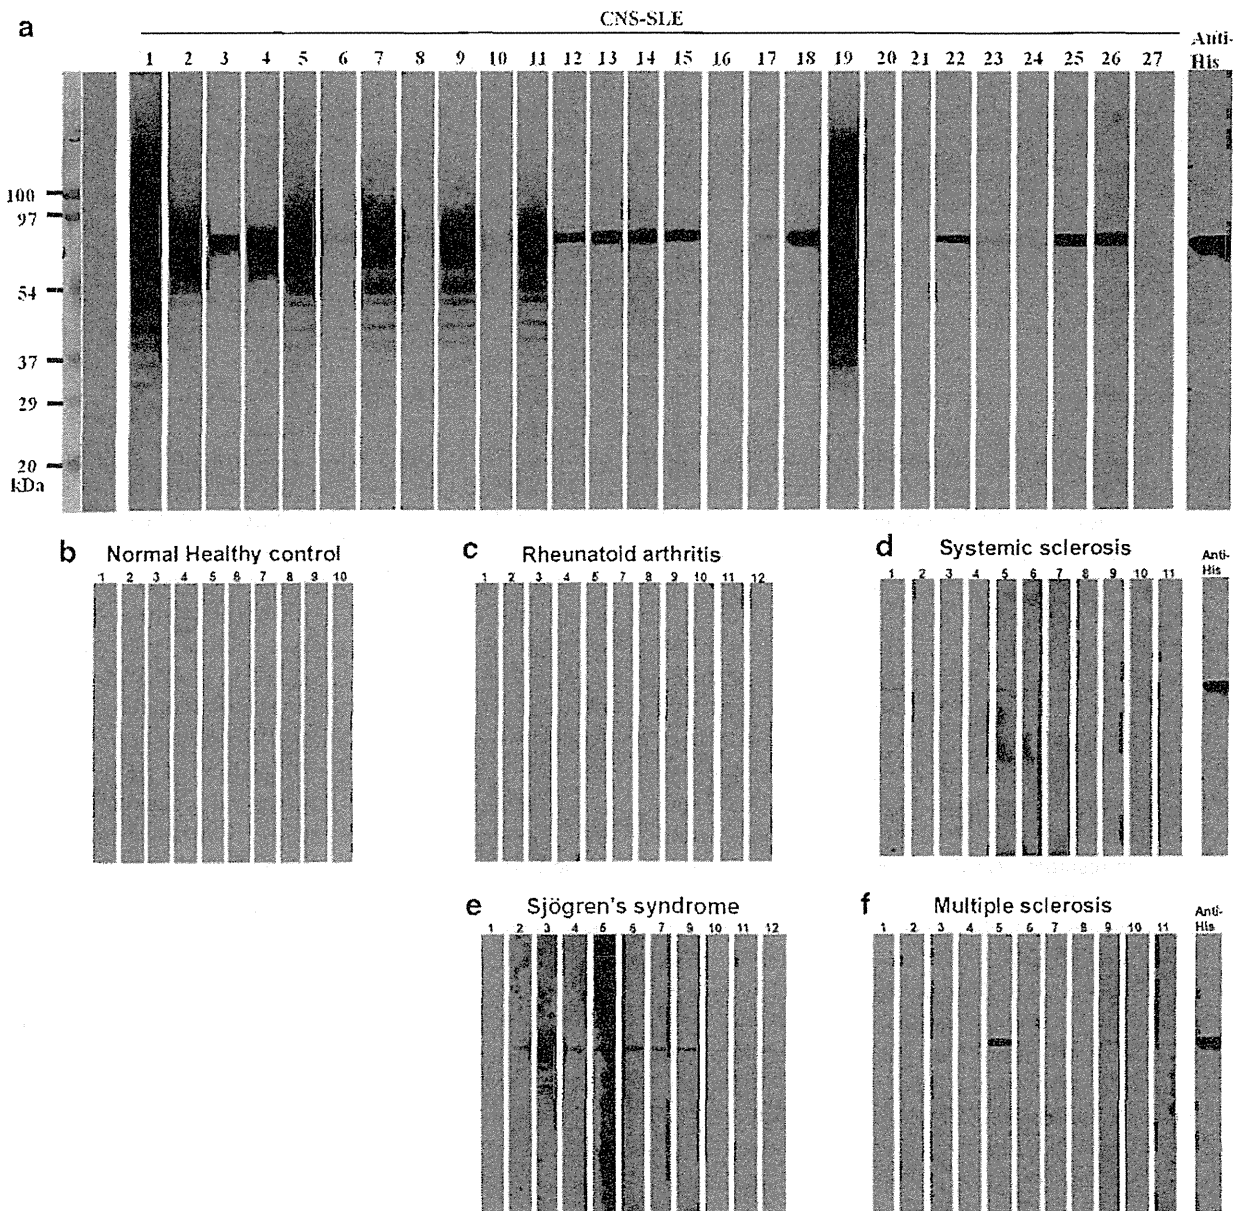 a
CNS-SLE
Anti-
His
1 2 3 4 5 6 7 8 9 10 11 12 13 14 15 16 17 18 19 20 21 22 23 24 25 26 27
100
97
54
37
29
20
kDa
b Normal Healthy control
1 2 3 4 5 6 7 8 9 10
c Rheunatoid arthritis
1 2 3 4 5 7 8 9 10 11 12
d Systemic sclerosis
Anti-
His
1 2 3 4 5 6 7 8 9 10 11
e Sjögren's syndrome
1 2 3 4 5 6 7 9 10 11 12
f Multiple sclerosis
Anti-
His
1 2 3 4 5 6 7 8 9 10 11